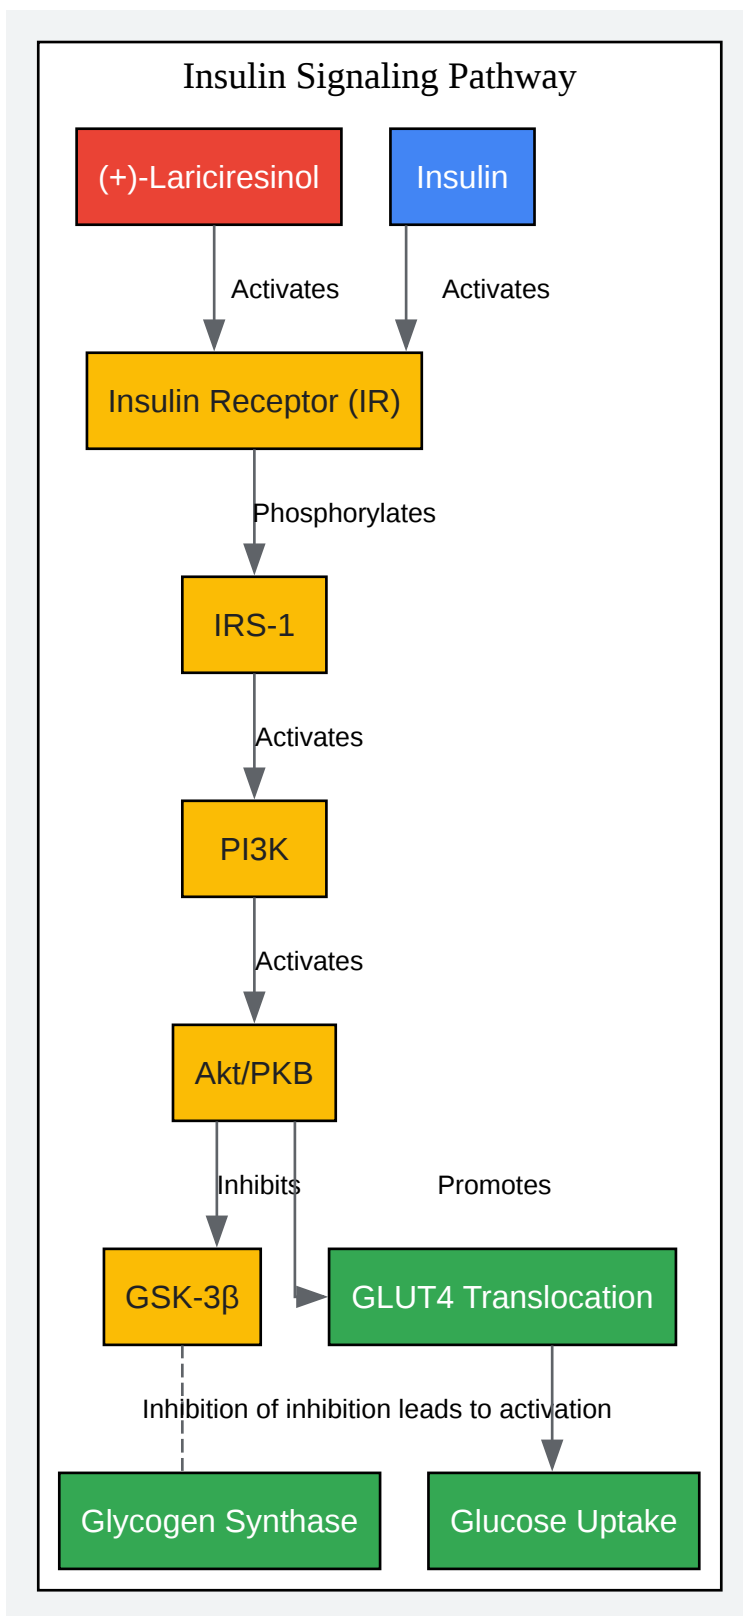 Insulin Signaling Pathway
(+)-Lariciresinol
Insulin
Activates
Activates
Insulin Receptor (IR)
Phosphorylates
IRS-1
Activates
PI3K
Activates
Akt/PKB
Inhibits
Promotes
GSK-3β
GLUT4 Translocation
Inhibition of inhibition leads to activation
Glycogen Synthase
Glucose Uptake